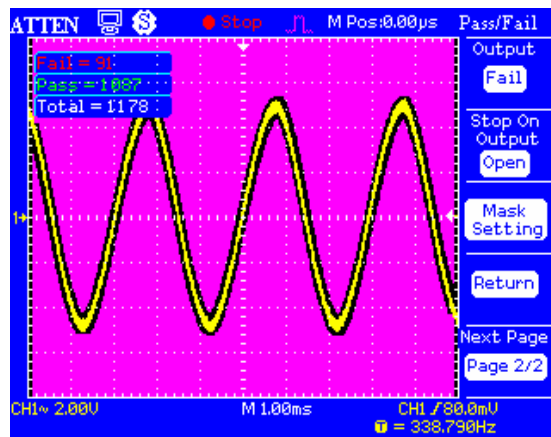 ATTEN S Stop M Pos:0.00µs Pass/Fail
Fail = 91
Pass = 1087
Total = 1178
Output
Fail
Stop On
Output
Open
Mask
Setting
Return
Next Page
Page 2/2
1
CH1~ 2.00V M 1.00ms CH1 / 80.0mV
T = 338.790Hz